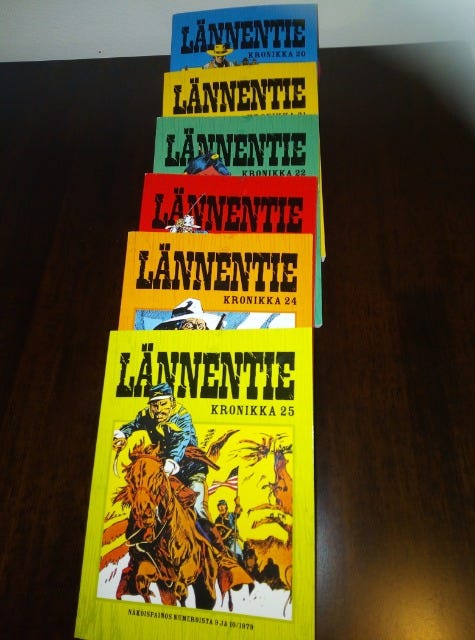 LÄNNENTIE
KRONIKKA 20
LÄNNENTIE
LÄNNENTIE
KRONIKKA 22
LÄNNENTIE
LÄNNENTIE
KRONIKKA 24
LÄNNENTIE
KRONIKKA 25
NÄKÖISPAINOS NUMEROISTA 9 JA 10/1979